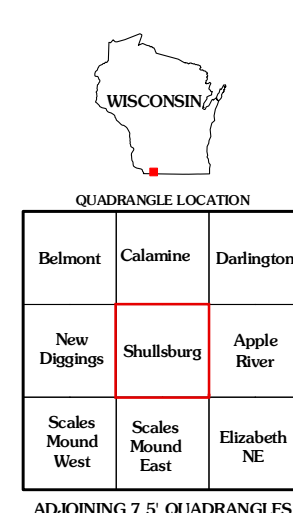 WISCONSIN
QUADRANGLE LOCATION
Belmont
Calamine
Darlington
New
Diggings
Shullsburg
Apple
River
Scales
Mound
West
Scales
Mound
East
Elizabeth
NE
ADJOINING 7.5' QUADRANGLES